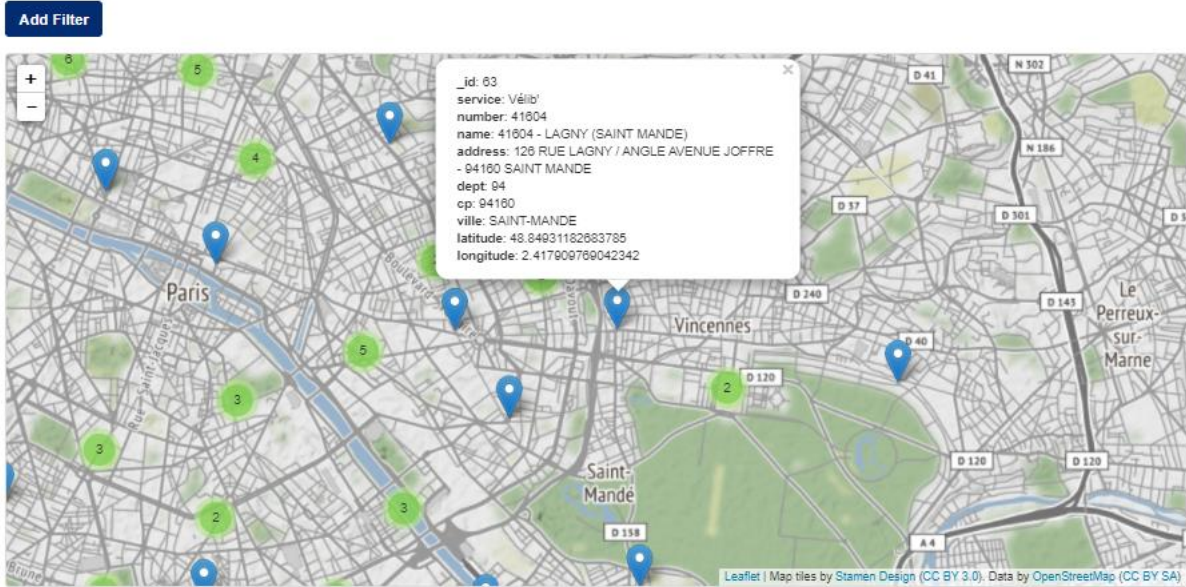 Add Filter
+
−
6
5
4
_id: 63
service: Vélib'
number: 41604
name: 41604 - LAGNY (SAINT MANDE)
address: 126 RUE LAGNY / ANGLE AVENUE JOFFRE
- 94160 SAINT MANDE
dept: 94
cp: 94160
ville: SAINT-MANDE
latitude: 48.84931182683785
longitude: 2.417909769042342
×
D 41
N 302
N 186
D 37
D 301
Paris
Boulevard
D 240
D 143
Le
Perreux-
sur-
Marne
Vincennes
D 40
5
Rue Saint-Jacques
2
D 120
3
3
D 120
D 120
Saint-
Mandé
2
3
D 158
A 4
Brune
Leaflet | Map tiles by Stamen Design (CC BY 3.0). Data by OpenStreetMap (CC BY SA)